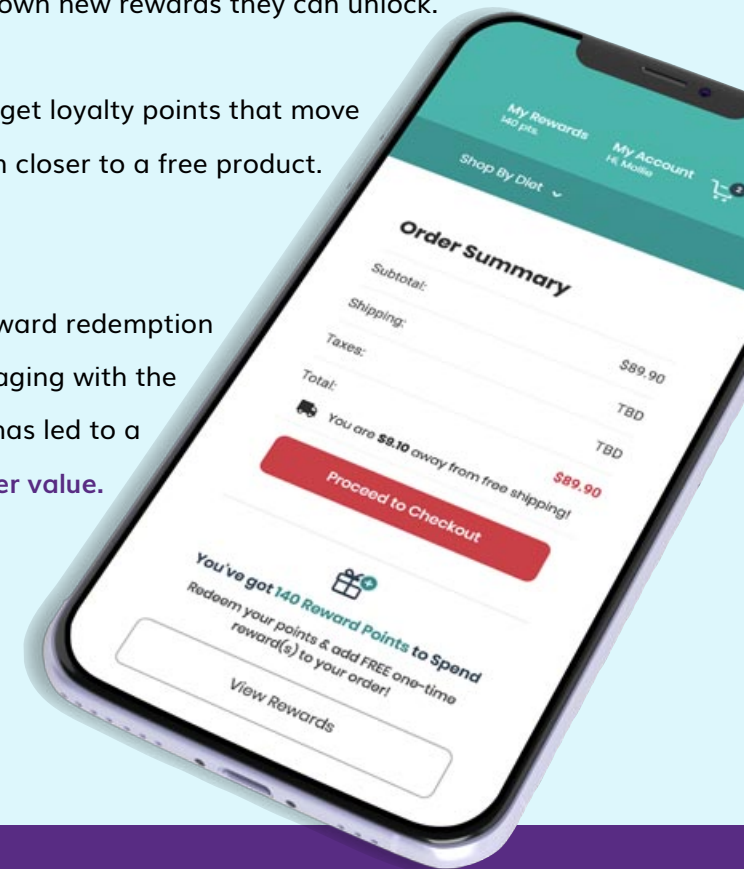 own new rewards they can unlock.
get loyalty points that move
closer to a free product.
ward redemption
aging with the
has led to a
er value.
My Rewards
140 pts.
My Account
Hi, Mollie
2
Shop By Diet
Order Summary
Subtotal: $89.90
Shipping: TBD
Taxes: TBD
Total: $89.90
You are $9.10 away from free shipping!
Proceed to Checkout
You've got 140 Reward Points to Spend
Redeem your points & add FREE one-time
reward(s) to your order!
View Rewards